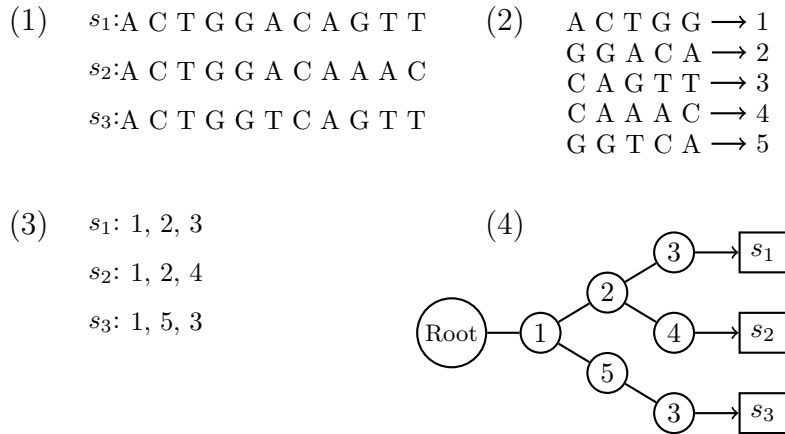 (1)
s₁:A C T G G A C A G T T
s₂:A C T G G A C A A A C
s₃:A C T G G T C A G T T
(2)
A C T G G → 1
G G A C A → 2
C A G T T → 3
C A A A C → 4
G G T C A → 5
(3)
s₁: 1, 2, 3
s₂: 1, 2, 4
s₃: 1, 5, 3
(4)
Root
1
2
3
s₁
4
s₂
5
3
s₃